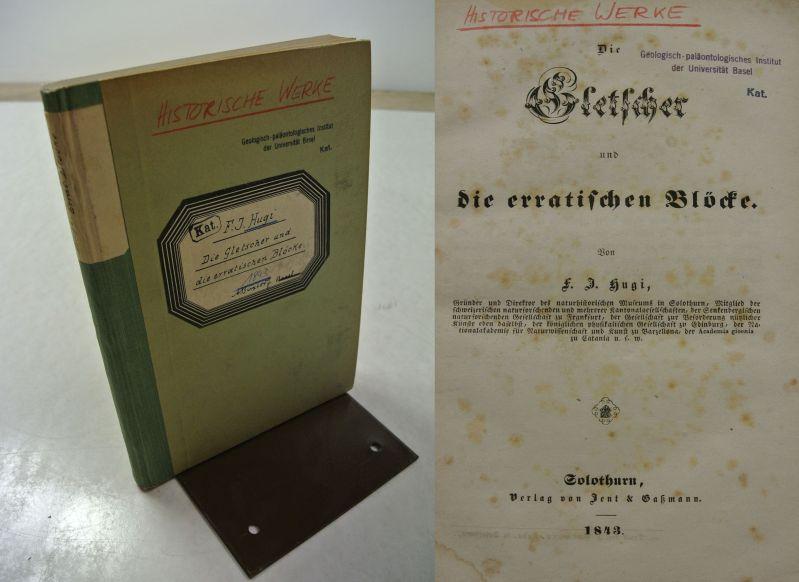 HISTORISCHE WERKE
Geologisch-paläontologisches Institut
der Universität Basel
Kat.
Kat. F. J. Hugi
Die Gletscher und
die erratischen Blöcke.
1843
HISTORISCHE WERKE
Geologisch-paläontologisches Institut
der Universität Basel
Kat.
Die
Gletscher
und
die erratischen Blöcke.
Von
F. J. Hugi,
Gründer und Direktor des naturhistorischen Museums in Solothurn, Mitglied der
schweizerischen naturforschenden und mehrerer Kantonalgesellschaften, der Senkenbergischen
naturforschenden Gesellschaft zu Frankfurt, der Gesellschaft zur Beförderung nützlicher
Künste eben daselbst, der königlichen physikalischen Gesellschaft zu Edinburg, der Na-
tionalakademie für Naturwissenschaft und Kunst zu Barzellona, der Academia gioenia
zu Catania u. s. w.
Solothurn,
Verlag von Jent & Gaßmann.
1843.